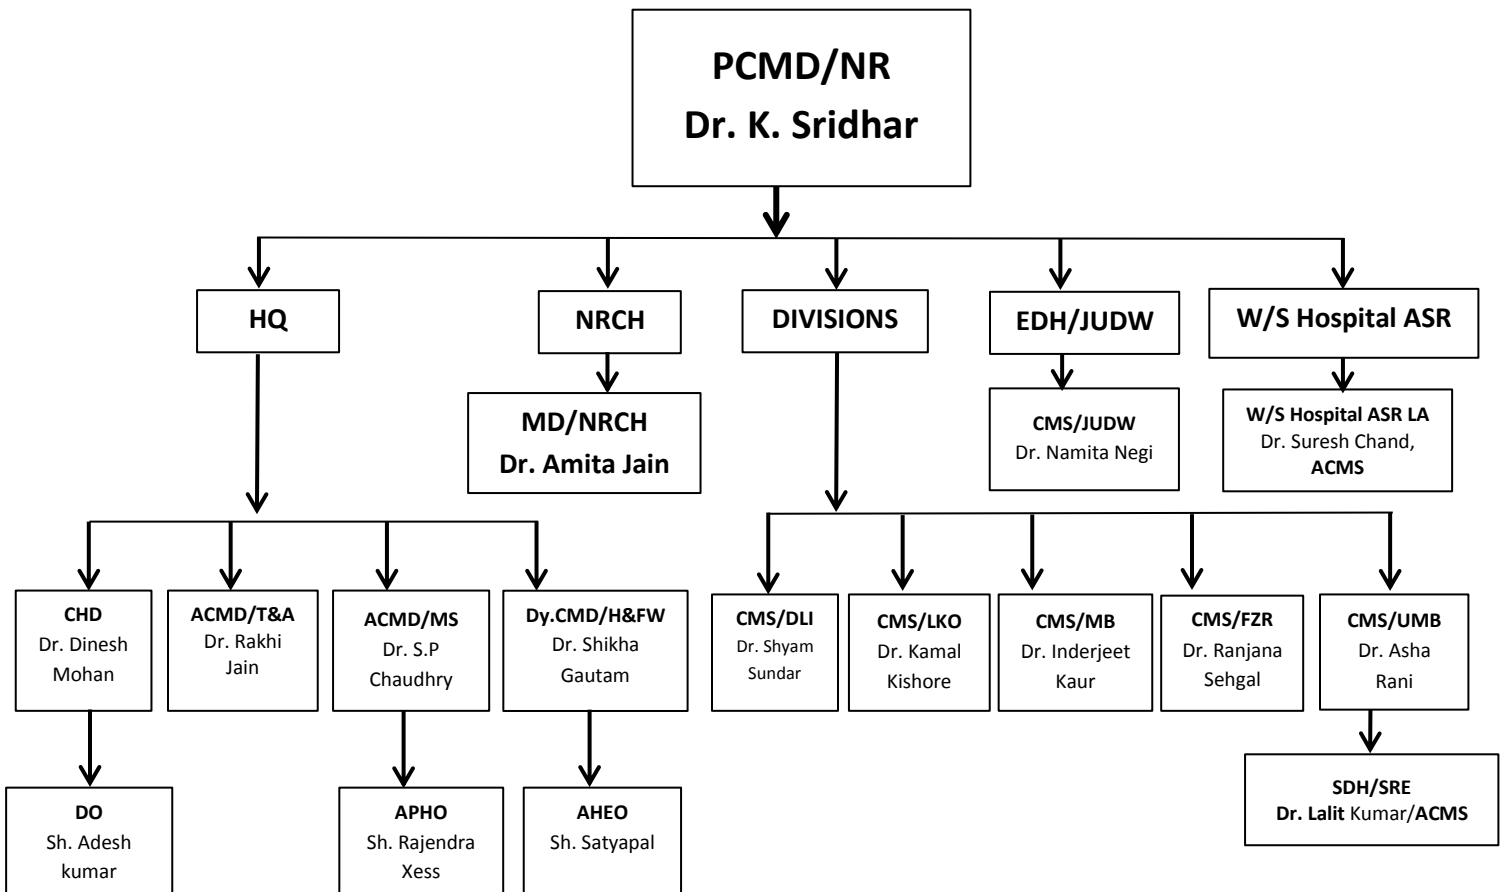 PCMD/NR
Dr. K. Sridhar
HQ
NRCH
DIVISIONS
EDH/JUDW
W/S Hospital ASR
MD/NRCH
Dr. Amita Jain
CMS/JUDW
Dr. Namita Negi
W/S Hospital ASR LA
Dr. Suresh Chand,
ACMS
CHD
Dr. Dinesh
Mohan
ACMD/T&A
Dr. Rakhi
Jain
ACMD/MS
Dr. S.P
Chaudhry
Dy.CMD/H&FW
Dr. Shikha
Gautam
CMS/DLI
Dr. Shyam
Sundar
CMS/LKO
Dr. Kamal
Kishore
CMS/MB
Dr. Inderjeet
Kaur
CMS/FZR
Dr. Ranjana
Sehgal
CMS/UMB
Dr. Asha
Rani
DO
Sh. Adesh
kumar
APHO
Sh. Rajendra
Xess
AHEO
Sh. Satyapal
SDH/SRE
Dr. Lalit Kumar/ACMS